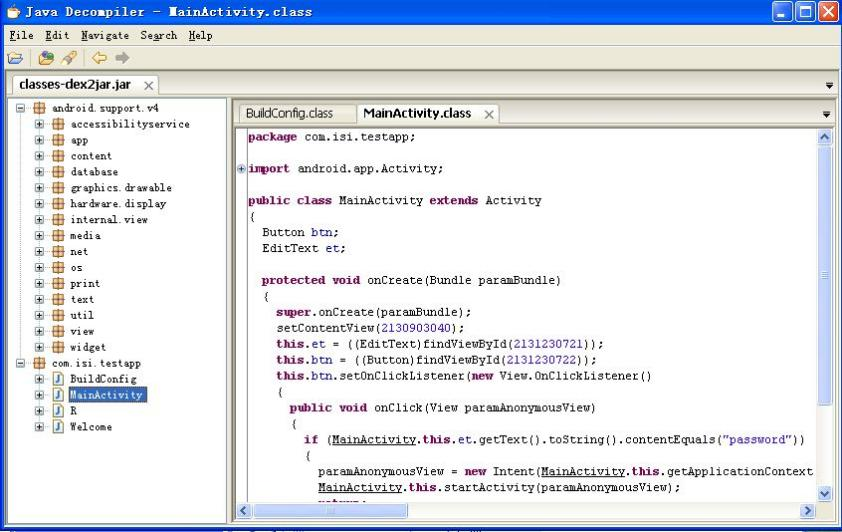 Java Decompiler - MainActivity.class
File Edit Navigate Search Help
classes-dex2jar.jar
android.support.v4
accessibilityservice
app
content
database
graphics.drawable
hardware.display
internal.view
media
net
os
print
text
util
view
widget
com.isi.testapp
BuildConfig
MainActivity
R
Welcome
BuildConfig.class MainActivity.class
package com.isi.testapp;
import android.app.Activity;
public class MainActivity extends Activity
{
Button btn;
EditText et;
protected void onCreate(Bundle paramBundle)
{
super.onCreate(paramBundle);
setContentView(2130903040);
this.et = ((EditText)findViewById(2131230721));
this.btn = ((Button)findViewById(2131230722));
this.btn.setOnClickListener(new View.OnClickListener()
{
public void onClick(View paramAnonymousView)
{
if (MainActivity.this.et.getText().toString().contentEquals("password"))
{
paramAnonymousView = new Intent(MainActivity.this.getApplicationContext
MainActivity.this.startActivity(paramAnonymousView);